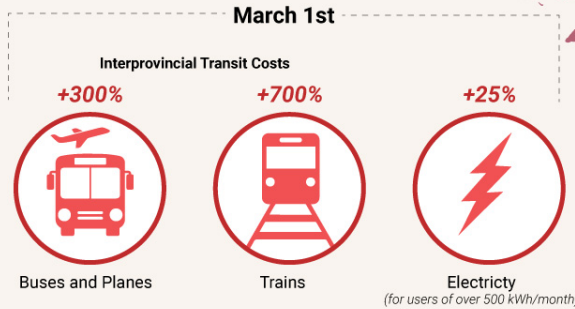 March 1st
Interprovincial Transit Costs
+300%
+700%
+25%
Buses and Planes
Trains
Electricty
(for users of over 500 kWh/month)